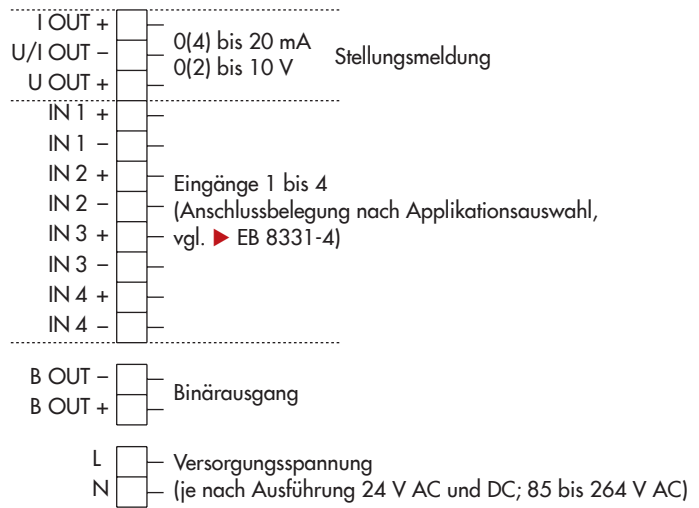 I OUT +
U/I OUT −
U OUT +
0(4) bis 20 mA
0(2) bis 10 V
Stellungsmeldung
IN 1 +
IN 1 −
IN 2 +
IN 2 −
IN 3 +
IN 3 −
IN 4 +
IN 4 −
Eingänge 1 bis 4
(Anschlussbelegung nach Applikationsauswahl,
vgl. ▶ EB 8331-4)
B OUT −
B OUT +
Binärausgang
L
N
Versorgungsspannung
(je nach Ausführung 24 V AC und DC; 85 bis 264 V AC)